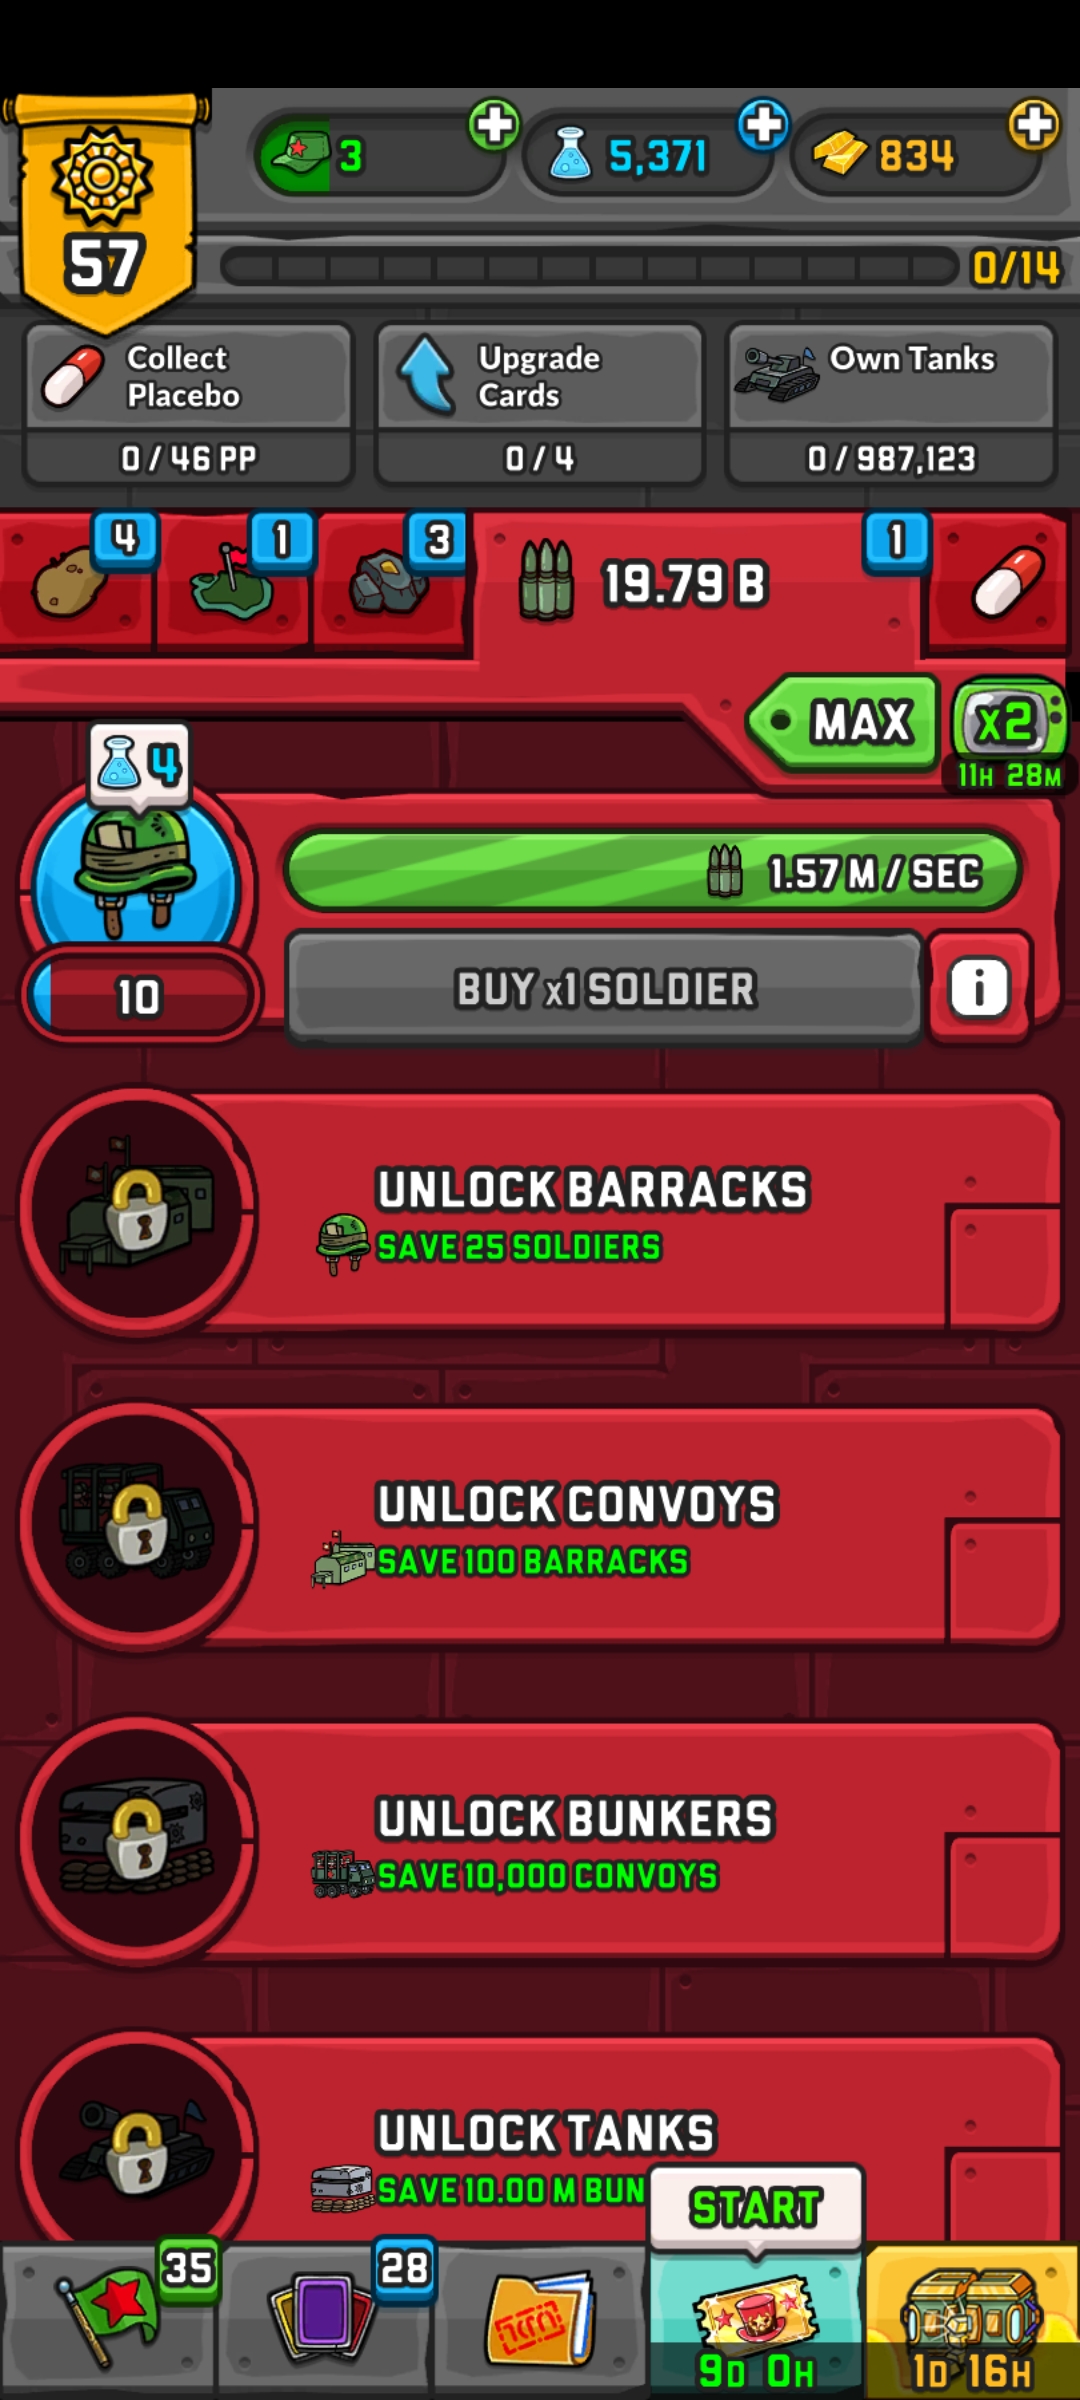 57
3
5,371
834
0/14
Collect
Placebo
0 / 46 PP
Upgrade
Cards
0 / 4
Own Tanks
0 / 987,123
4
1
3
19.79 B
1
MAX
x2
11H 28M
4
1.57 M / SEC
10
BUY x1 SOLDIER
i
UNLOCK BARRACKS
SAVE 25 SOLDIERS
UNLOCK CONVOYS
SAVE 100 BARRACKS
UNLOCK BUNKERS
SAVE 10,000 CONVOYS
UNLOCK TANKS
SAVE 10.00 M BUN
START
35
28
9D 0H
1D 16H